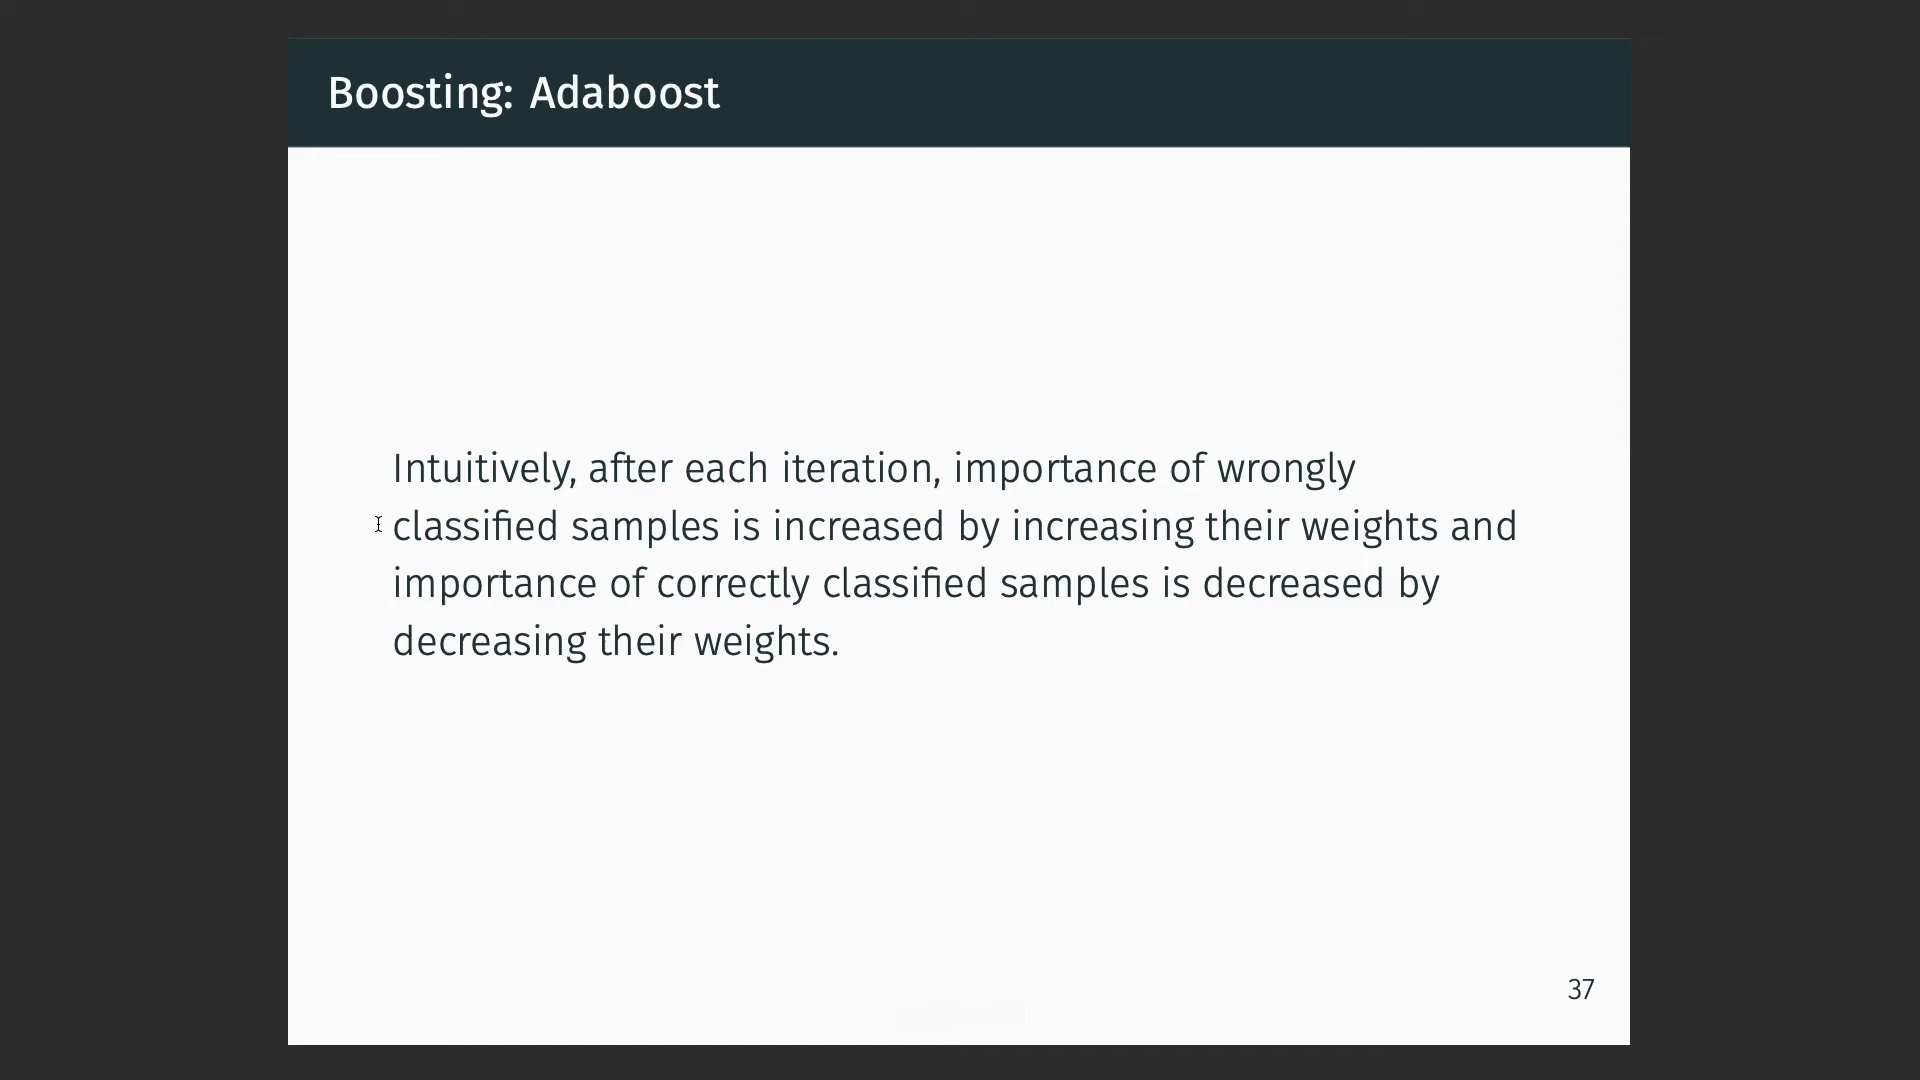 Boosting: Adaboost
Intuitively, after each iteration, importance of wrongly
classified samples is increased by increasing their weights and
importance of correctly classified samples is decreased by
decreasing their weights.
37